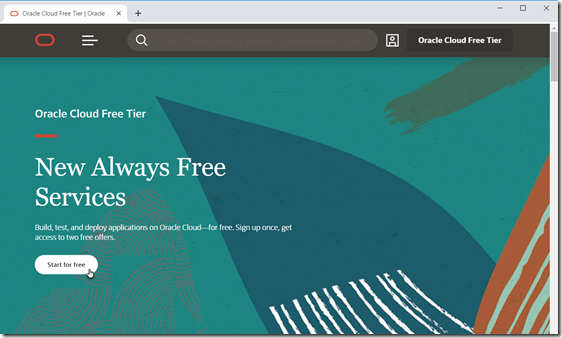 Oracle Cloud Free Tier | Oracle
Oracle Cloud Free Tier
Oracle Cloud Free Tier
New Always Free
Services
Build, test, and deploy applications on Oracle Cloud—for free. Sign up once, get
access to two free offers.
Start for free